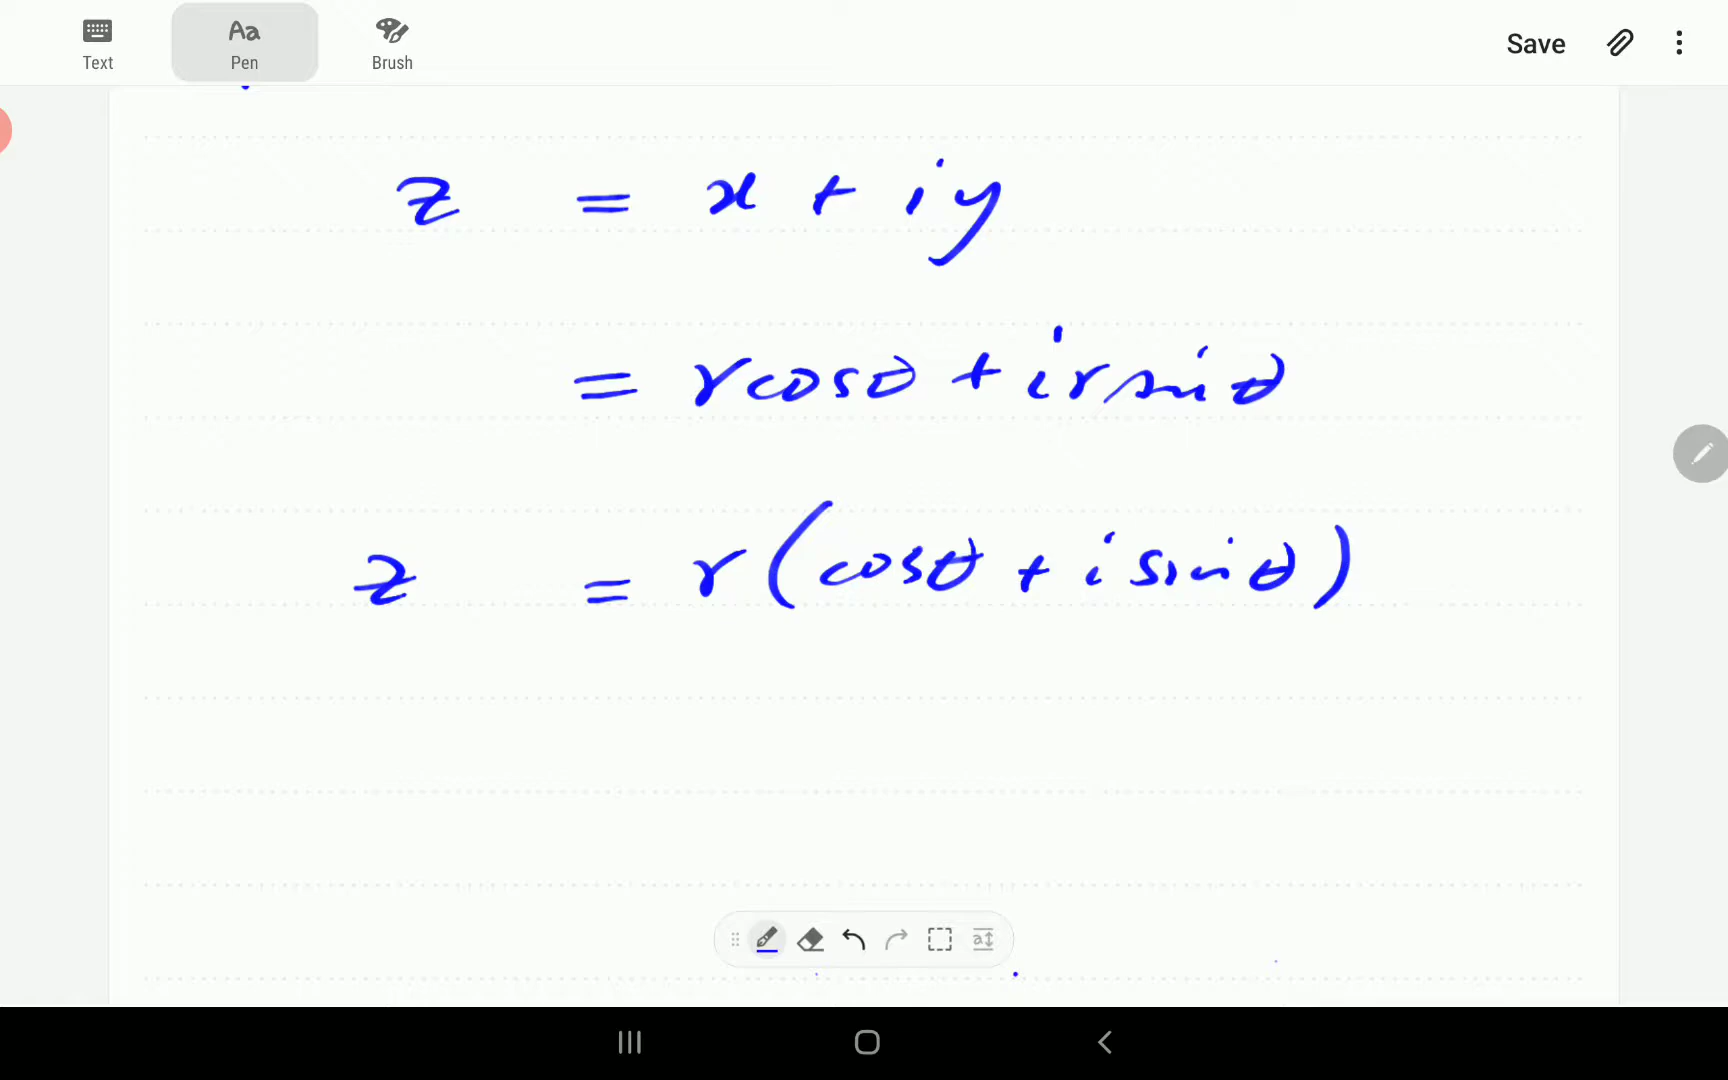 Text Pen Brush Save
z = x + iy
= rcosθ + irsinθ
z = r(cosθ + isinθ)